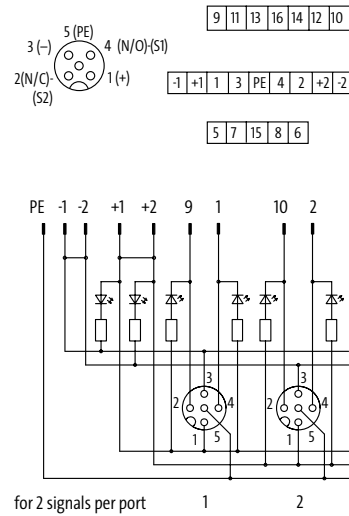 5 (PE)
3 (–)
4 (N/O)-(S1)
2(N/C)-
(S2)
1 (+)
9 11 13 16 14 12 10
-1 +1 1 3 PE 4 2 +2 -2
5 7 15 8 6
PE -1 -2 +1 +2 9 1 10 2
3 3
2 4 2 4
1 5 1 5
for 2 signals per port 1 2